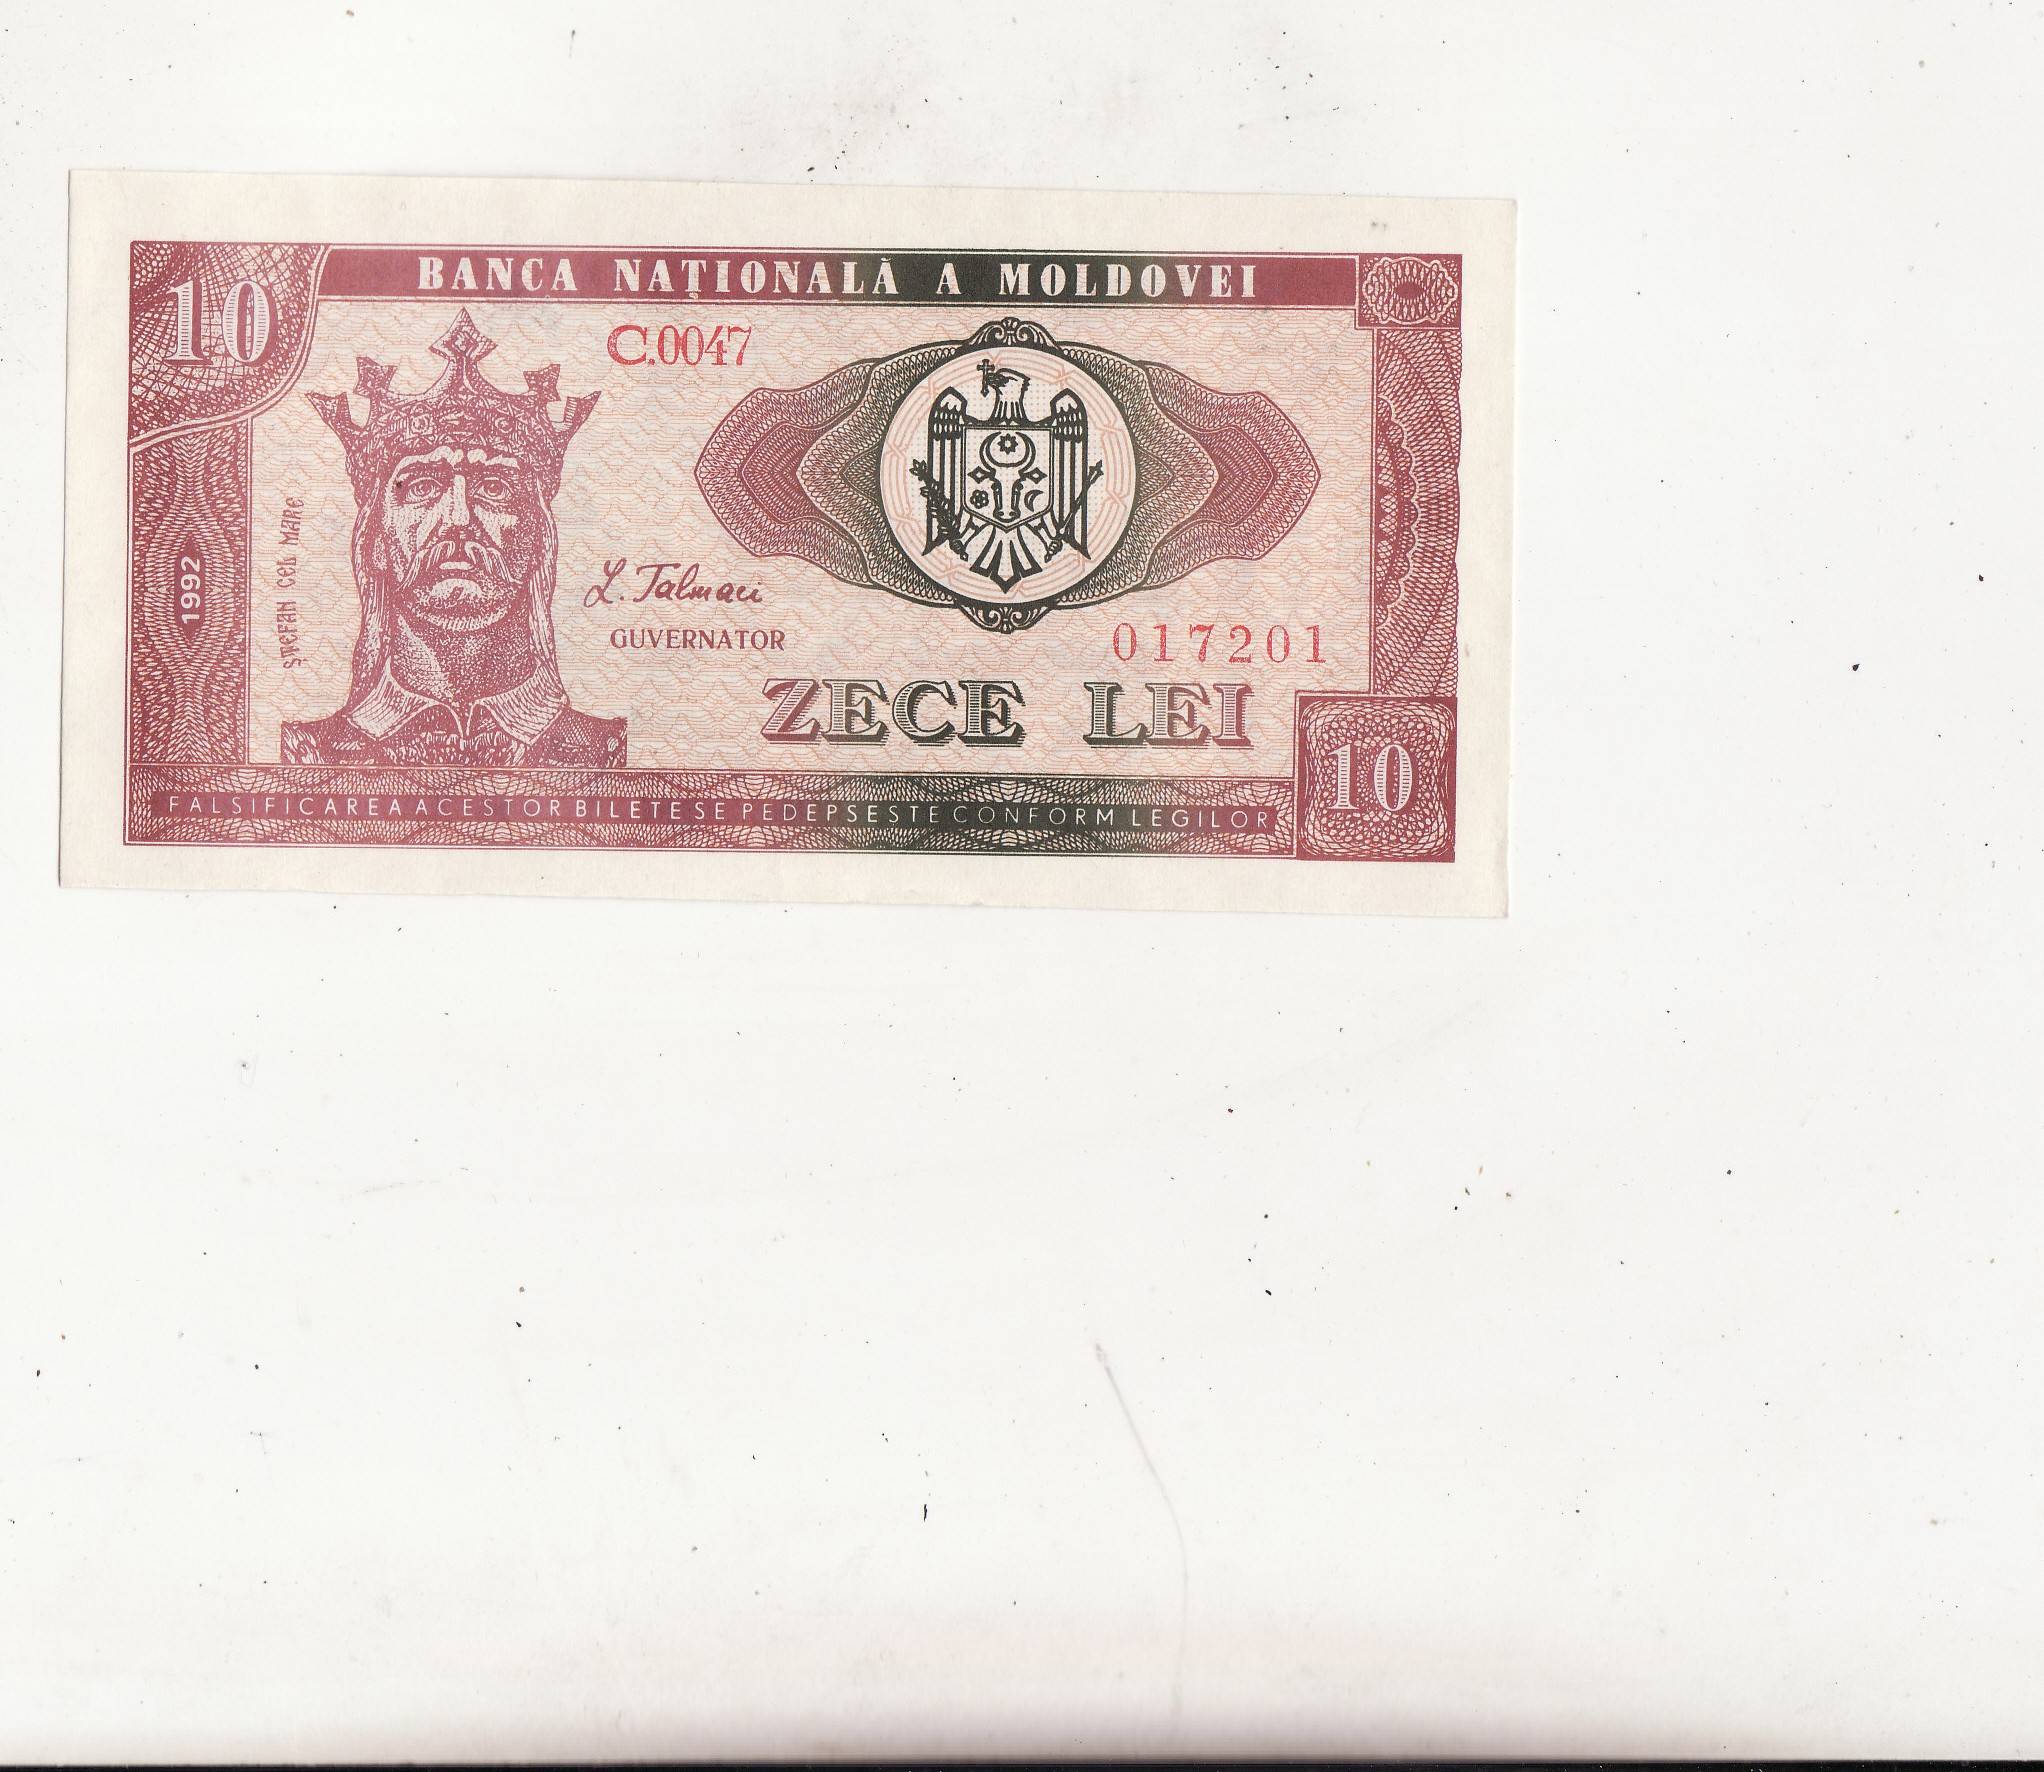 10
BANCA NAȚIONALĂ A MOLDOVEI
C.0047
1992
ȘTEFAN CEL MARE
L. Talmaci
GUVERNATOR
017201
ZECE LEI
10
FALSIFICAREA ACESTOR BILETE SE PEDEPSESTE CONFORM LEGILOR